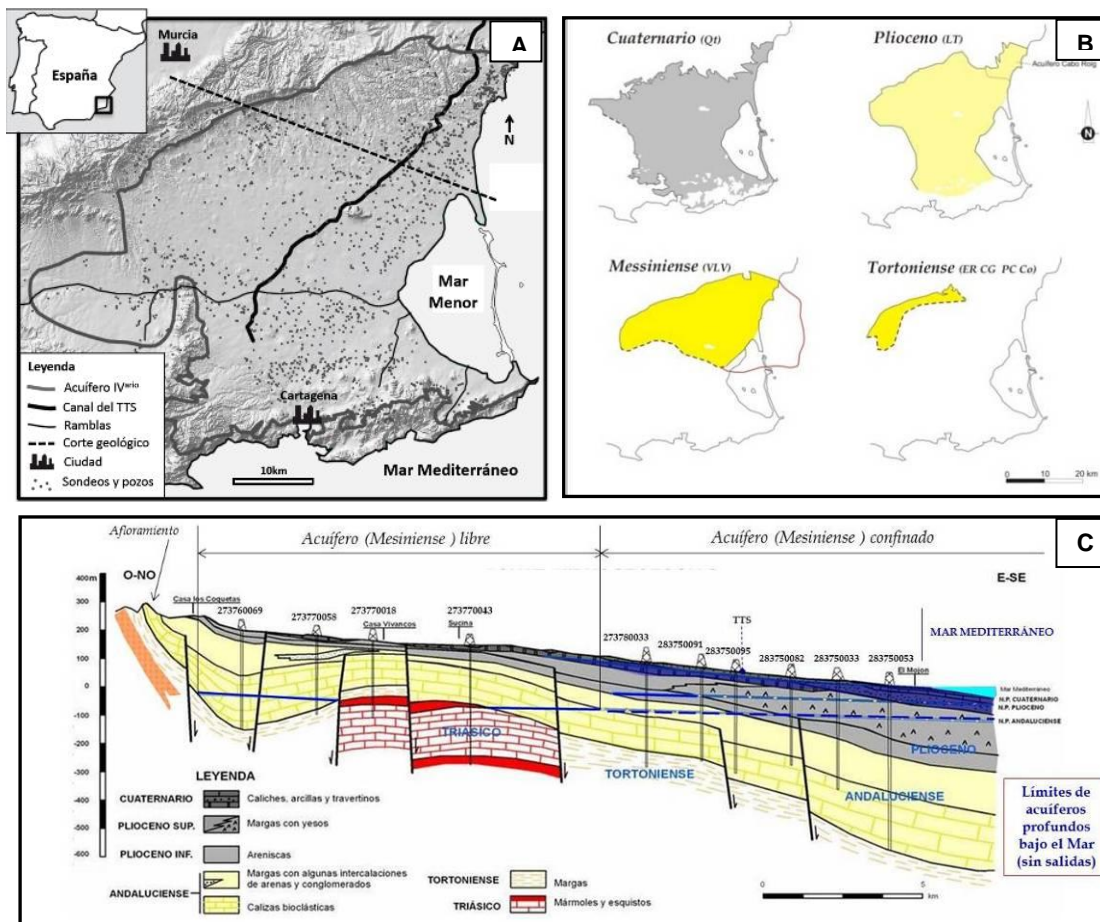 A
Murcia
España
N
Mar
Menor
Cartagena
Mar Mediterráneo
10km
Leyenda
Acuífero IVario
Canal del TTS
Ramblas
Corte geológico
Ciudad
Sondeos y pozos
B
Cuaternario (Qt)
Plioceno (LT)
Acuífero Cabo Roig
N
Messiniense (VLV)
Tortoniense (ER CG PC Co)
0 10 20 km
C
Afloramiento
Acuífero (Mesiniense ) libre
Acuífero (Mesiniense ) confinado
O-NO
E-SE
400m
300
200
100
0
-100
-200
-300
-400
-500
-600
Casa los Coquetas
273760069
273770058
273770018
Casa Vivancos
273770043
Sucina
273780033
283750091
283750095
TTS
283750082
283750033
283750053
El Mojon
MAR MEDITERRÁNEO
Mar Mediterráneo
N.P. CUATERNARIO
N.P. PLIOCENO
N.P. ANDALUCIENSE
TRIÁSICO
TORTONIENSE
PLIOCENO
ANDALUCIENSE
LEYENDA
CUATERNARIO Caliches, arcillas y travertinos
PLIOCENO SUP. Margas con yesos
PLIOCENO INF. Areniscas
ANDALUCIENSE
Margas con algunas intercalaciones
de arenas y conglomerados
Calizas bioclásticas
TORTONIENSE Margas
TRIÁSICO Mármoles y esquistos
Límites de
acuíferos
profundos
bajo el Mar
(sin salidas)
0 5
km